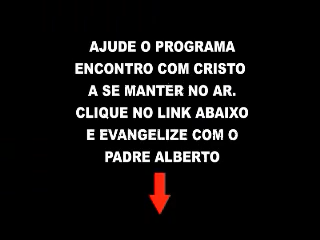 AJUDE O PROGRAMA
ENCONTRO COM CRISTO
A SE MANTER NO AR.
CLIQUE NO LINK ABAIXO
E EVANGELIZE COM O
PADRE ALBERTO